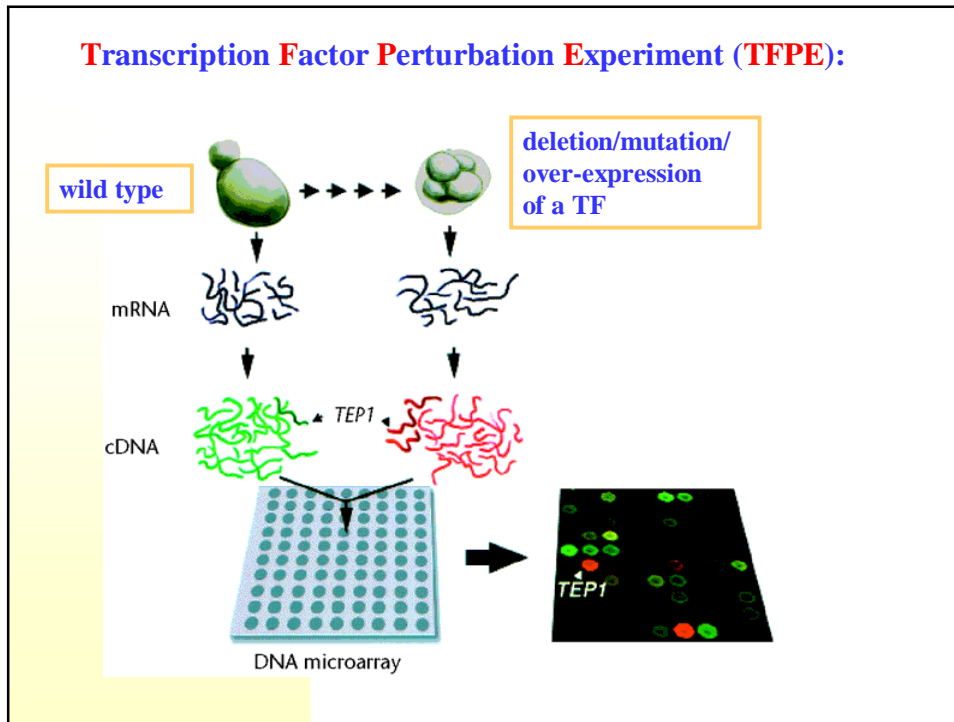 Transcription Factor Perturbation Experiment (TFPE):
wild type
deletion/mutation/
over-expression
of a TF
mRNA
TEP1
cDNA
TEP1
DNA microarray